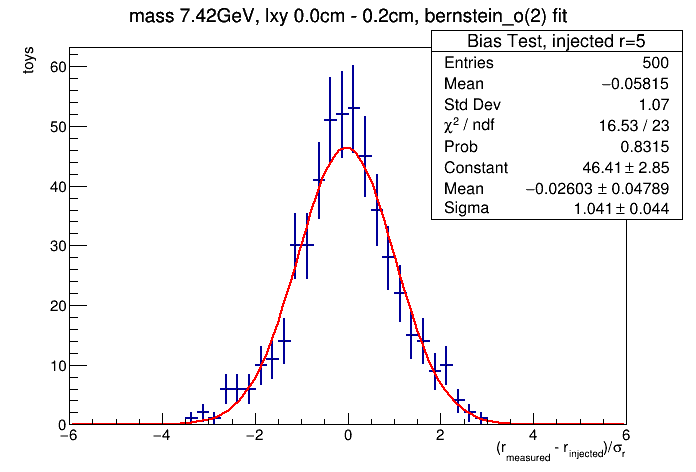 mass 7.42GeV, lxy 0.0cm - 0.2cm, bernstein_o(2) fit
Bias Test, injected r=5
Entries 500
Mean −0.05815
Std Dev 1.07
χ² / ndf 16.53 / 23
Prob 0.8315
Constant 46.41 ± 2.85
Mean −0.02603 ± 0.04789
Sigma 1.041 ± 0.044
toys
60
50
40
30
20
10
0
−6 −4 −2 0 2 4 6
(r_measured - r_injected)/σ_r